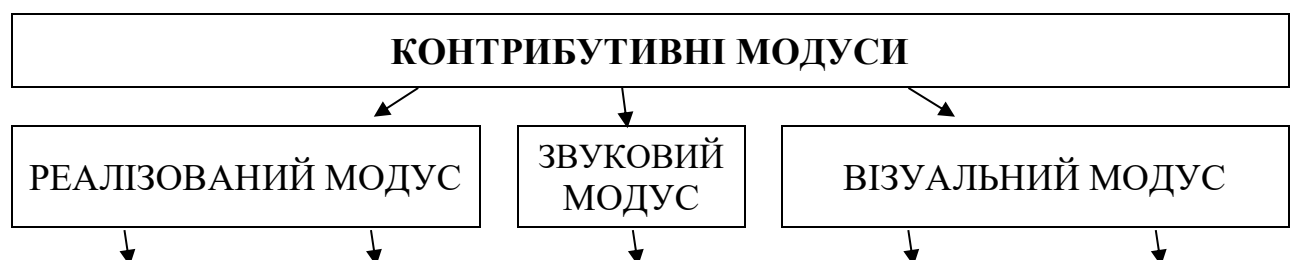 КОНТРИБУТИВНІ МОДУСИ
РЕАЛІЗОВАНИЙ МОДУС
ЗВУКОВИЙ
МОДУС
ВІЗУАЛЬНИЙ МОДУС